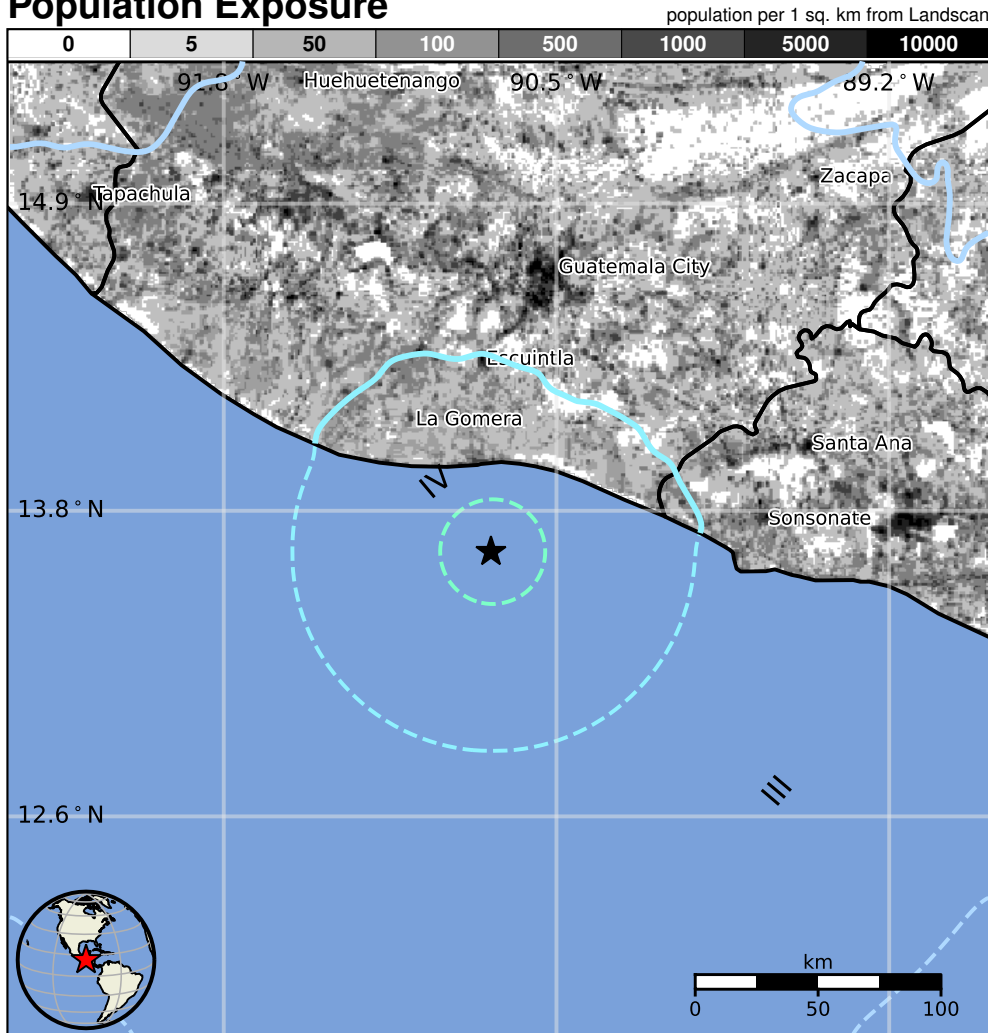 Population Exposure
population per 1 sq. km from Landscan
0 5 50 100 500 1000 5000 10000
91.8°W 90.5°W 89.2°W
Huehuetenango
Zacapa
Tapachula
14.9°N
Guatemala City
Escuintla
La Gomera
Santa Ana
IV
13.8°N
Sonsonate
III
12.6°N
km
0 50 100